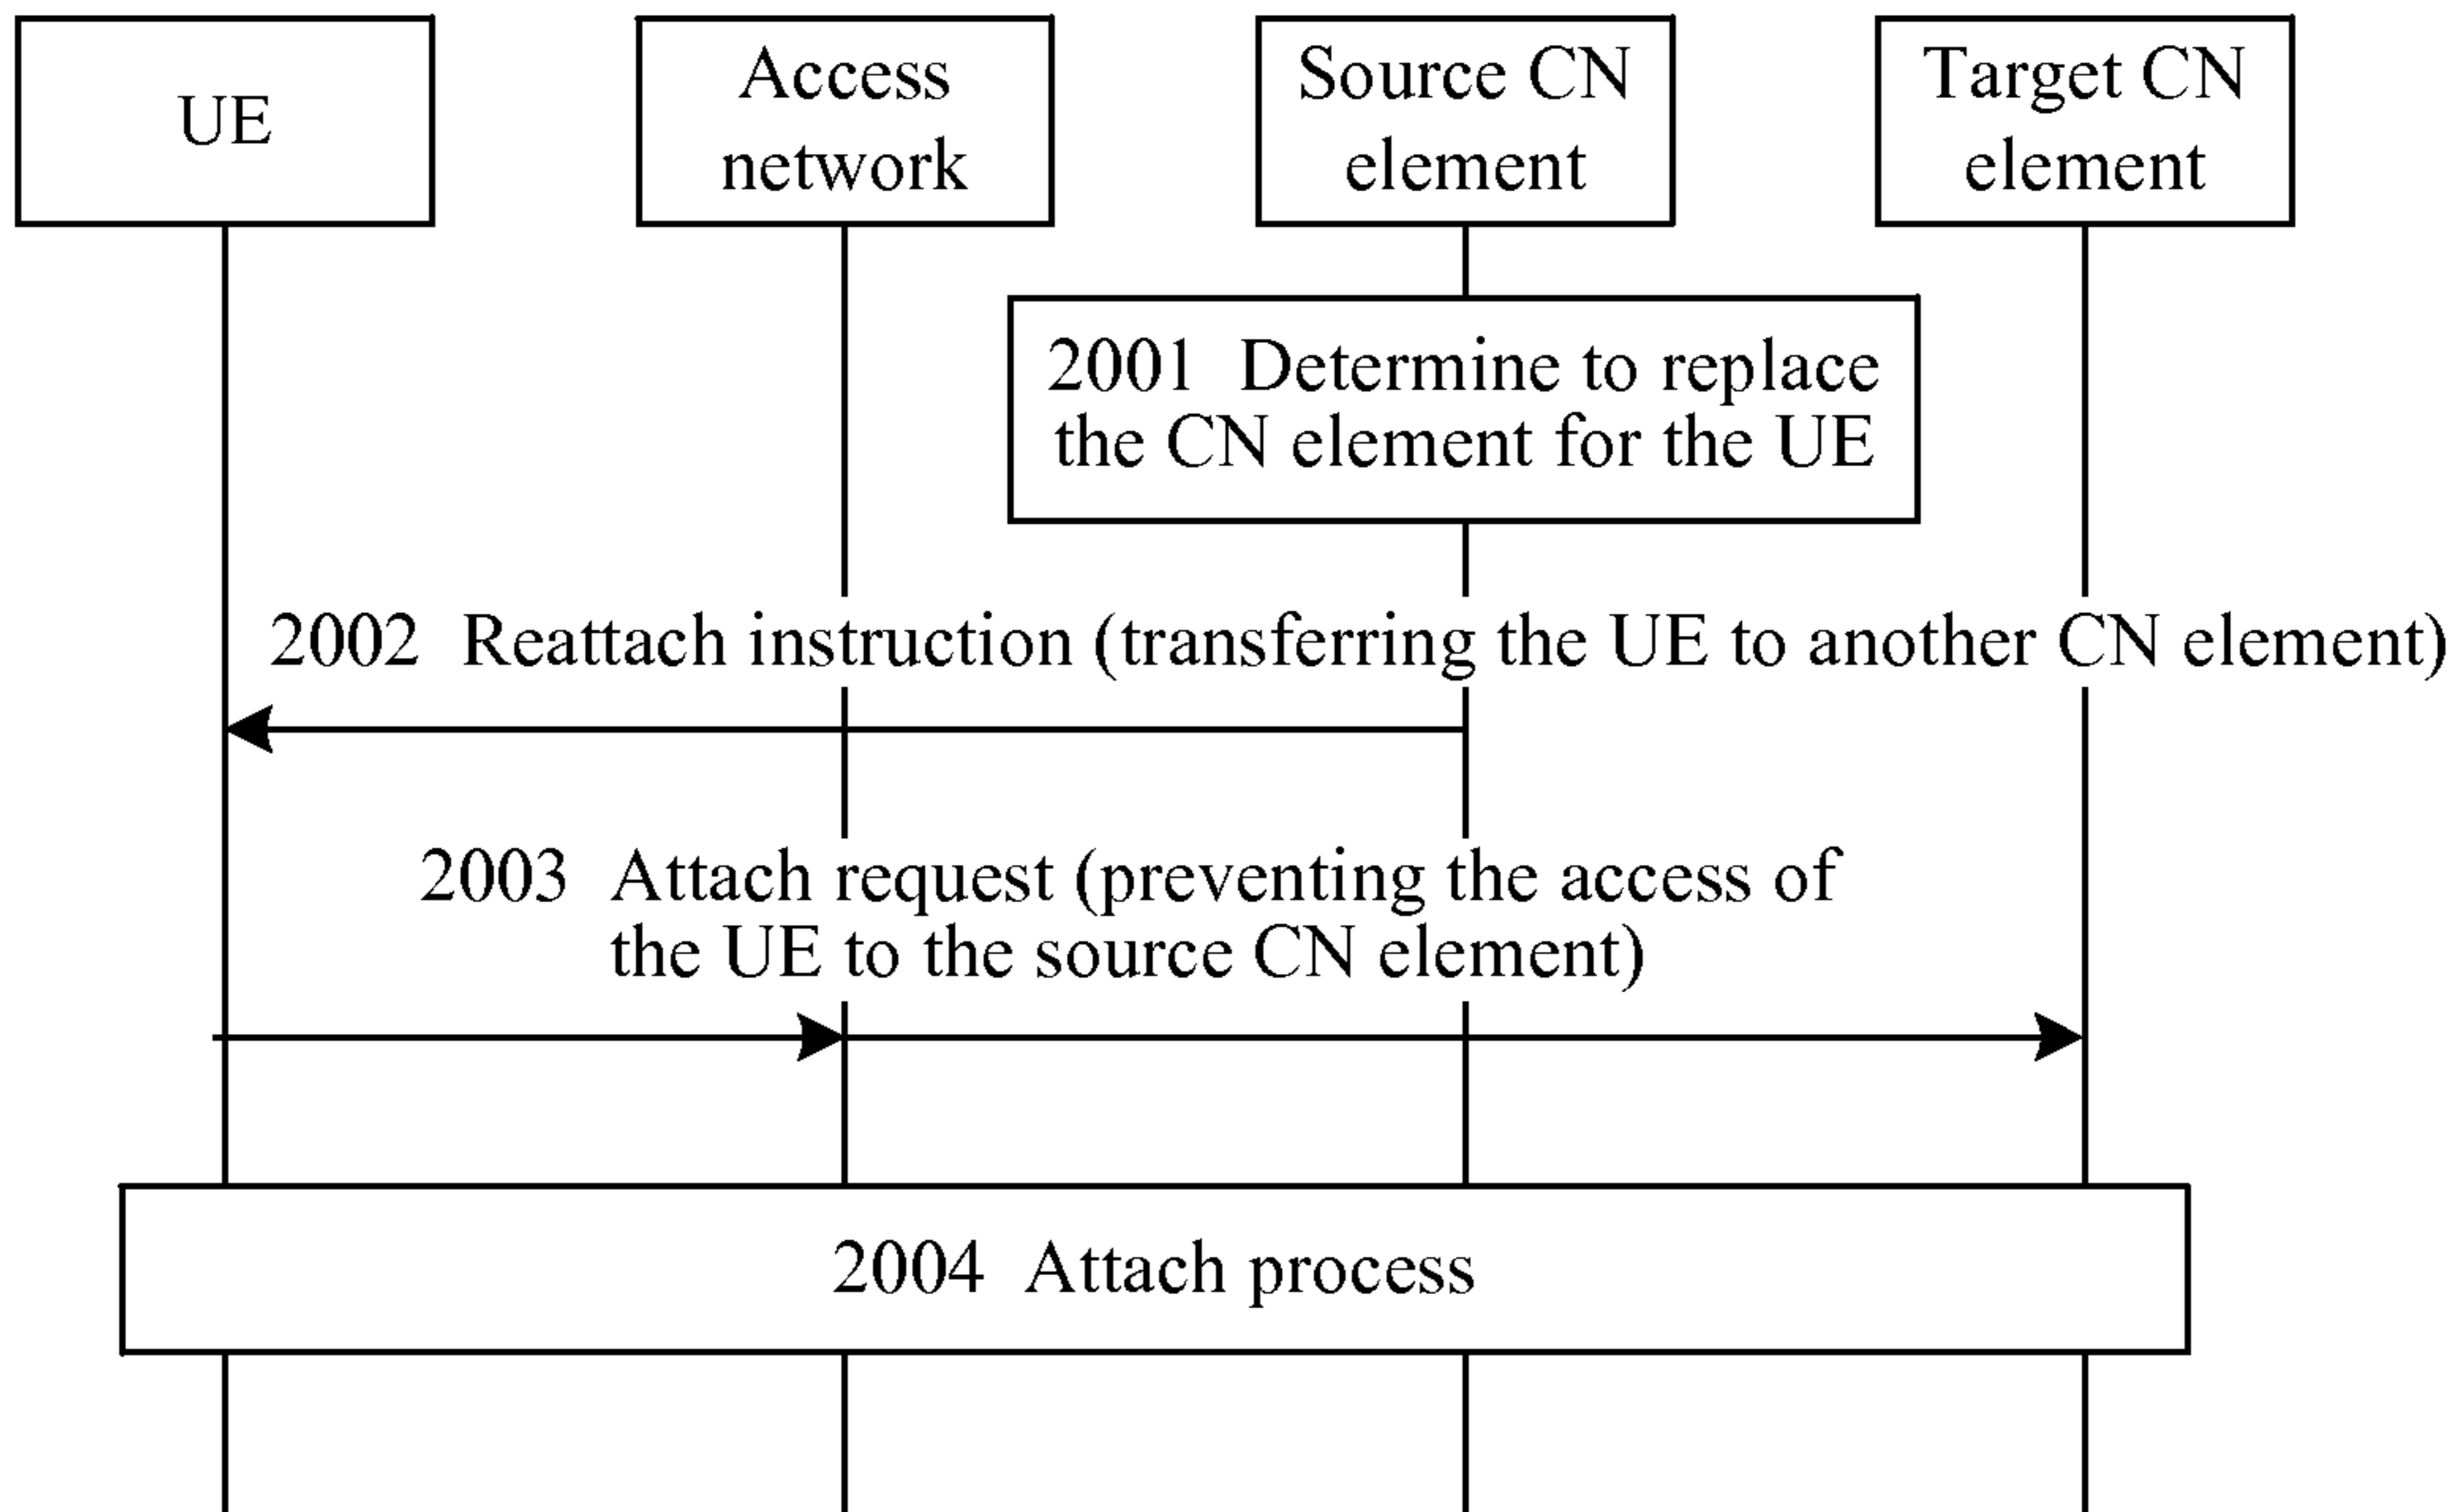 UE
Access
network
Source CN
element
Target CN
element
2001 Determine to replace
the CN element for the UE
2002 Reattach instruction (transferring the UE to another CN element)
2003 Attach request (preventing the access of
the UE to the source CN element)
2004 Attach process